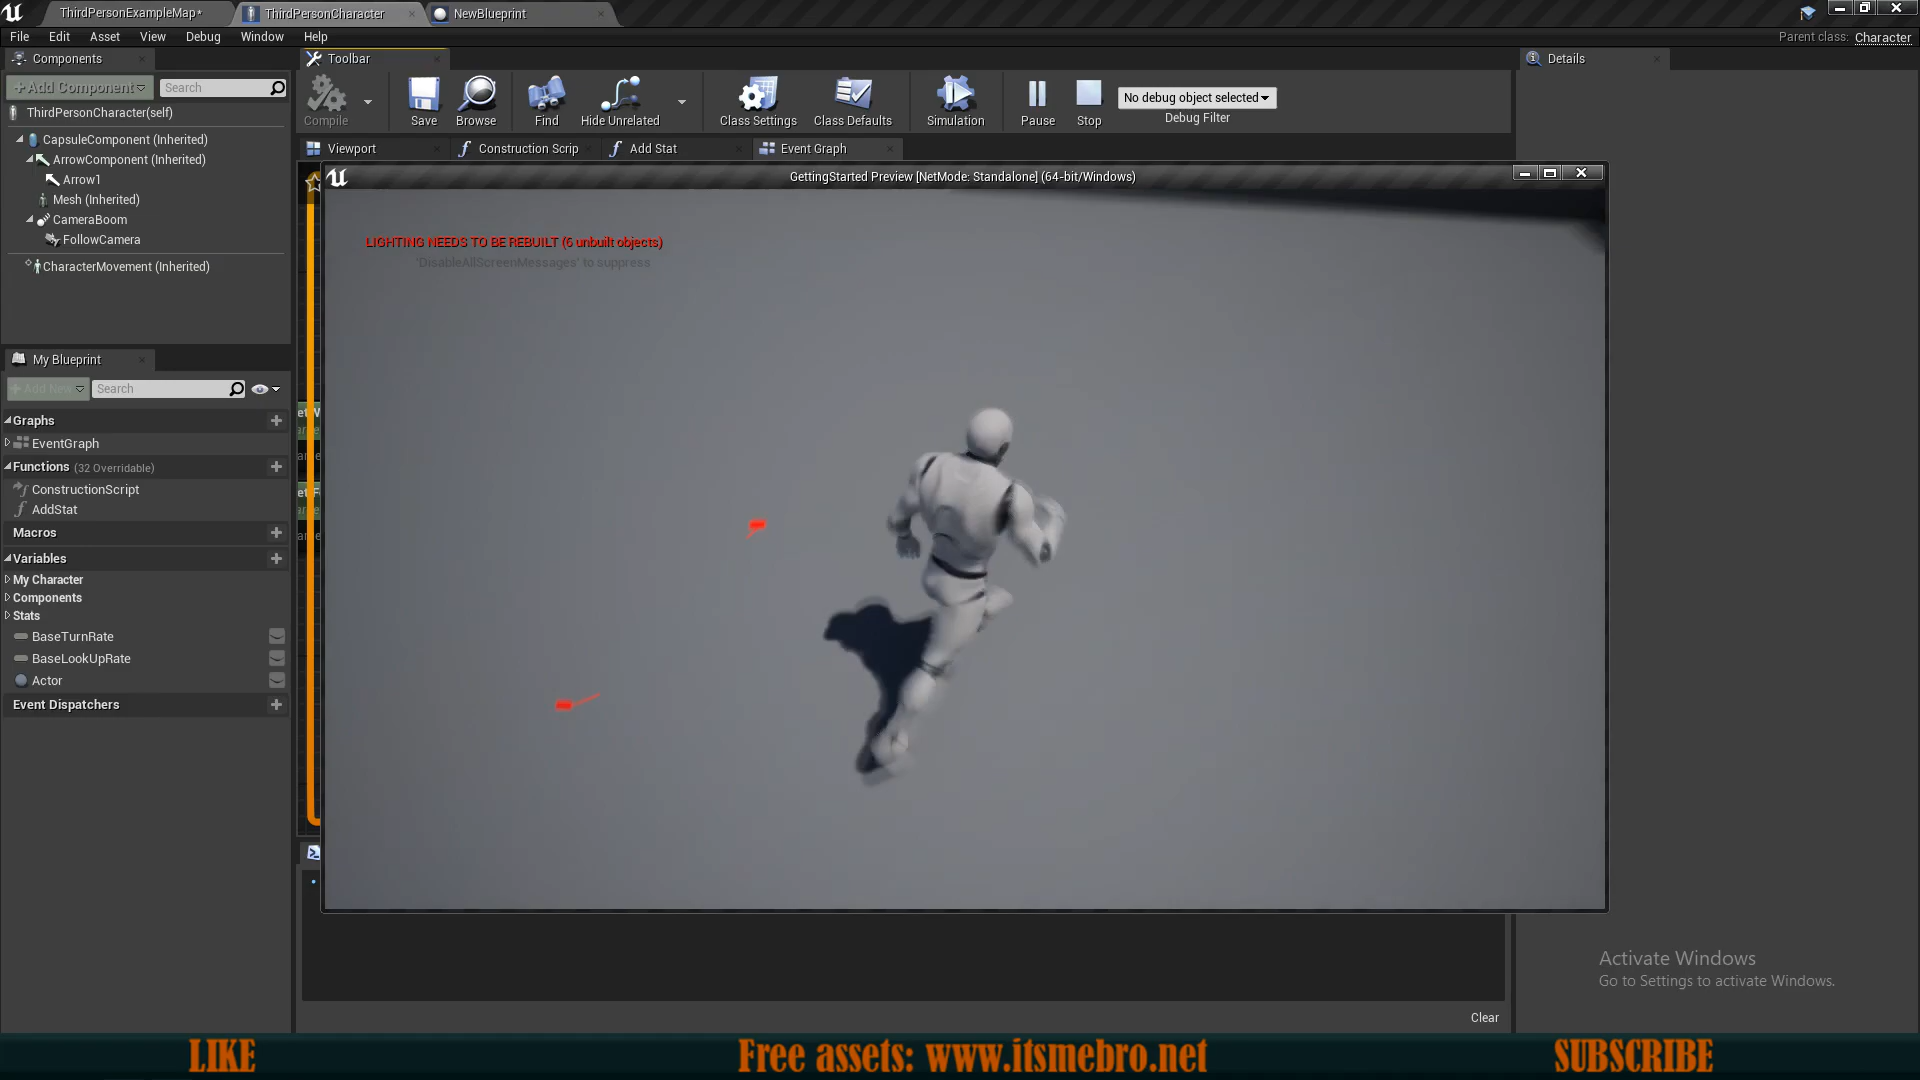 ThirdPersonExampleMap*
ThirdPersonCharacter
NewBlueprint
File Edit Asset View Debug Window Help
Parent class: Character
Components
Toolbar
Details
Add Component
Search
Compile
Save
Browse
Find
Hide Unrelated
Class Settings
Class Defaults
Simulation
Pause
Stop
No debug object selected
Debug Filter
ThirdPersonCharacter(self)
CapsuleComponent (Inherited)
ArrowComponent (Inherited)
Arrow1
Mesh (Inherited)
CameraBoom
FollowCamera
CharacterMovement (Inherited)
Viewport
Construction Scrip
Add Stat
Event Graph
GettingStarted Preview [NetMode: Standalone] (64-bit/Windows)
LIGHTING NEEDS TO BE REBUILT (6 unbuilt objects)
'DisableAllScreenMessages' to suppress
My Blueprint
Add New
Search
Graphs
EventGraph
Functions (32 Overridable)
ConstructionScript
AddStat
Macros
Variables
My Character
Components
Stats
BaseTurnRate
BaseLookUpRate
Actor
Event Dispatchers
Activate Windows
Go to Settings to activate Windows.
Clear
LIKE
Free assets: www.itsmebro.net
SUBSCRIBE